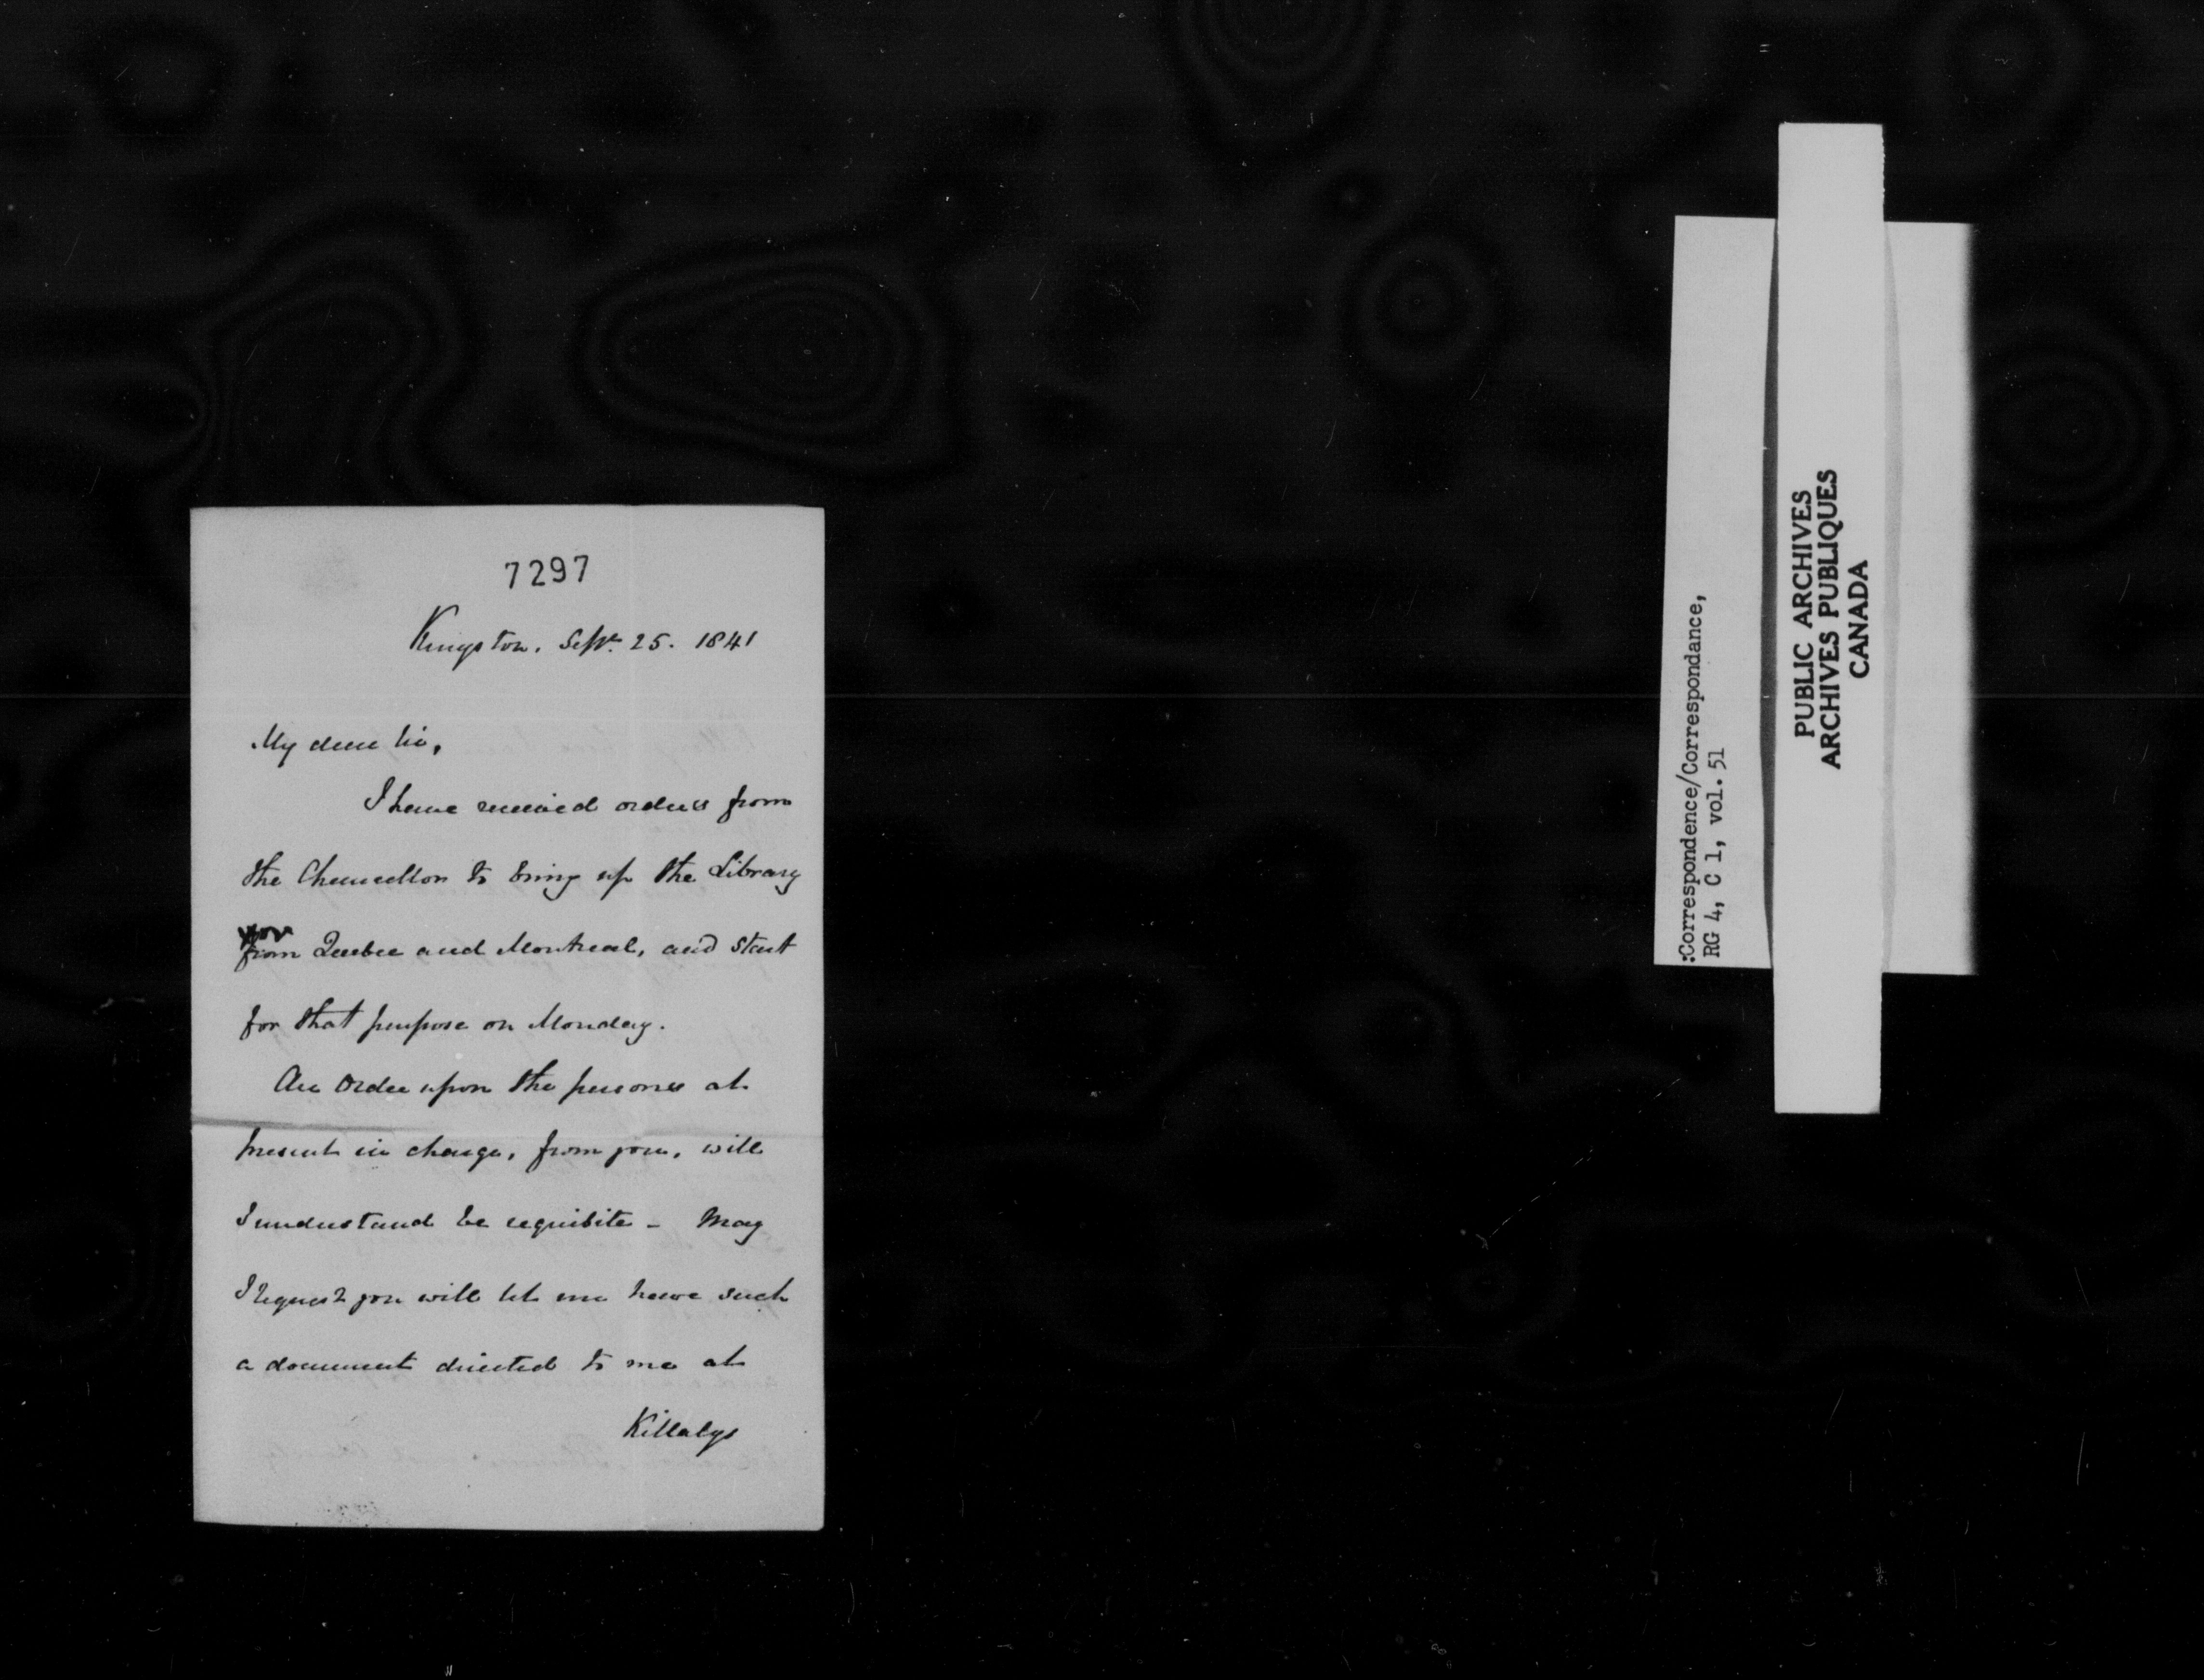 7297
Kingston. Sept. 25. 1841
My dear Sir,
I have received orders from
the Chancellor to bring up the Library
from Quebec and Montreal, and start
for that purpose on Monday.
An order upon the persones at
present in charge, from you, will
I understand be requisite - May
I request you will let me have such
a document directed to me at
Killalys
:Correspondence/Correspondance,
RG 4, C 1, vol. 51
PUBLIC ARCHIVES
ARCHIVES PUBLIQUES
CANADA